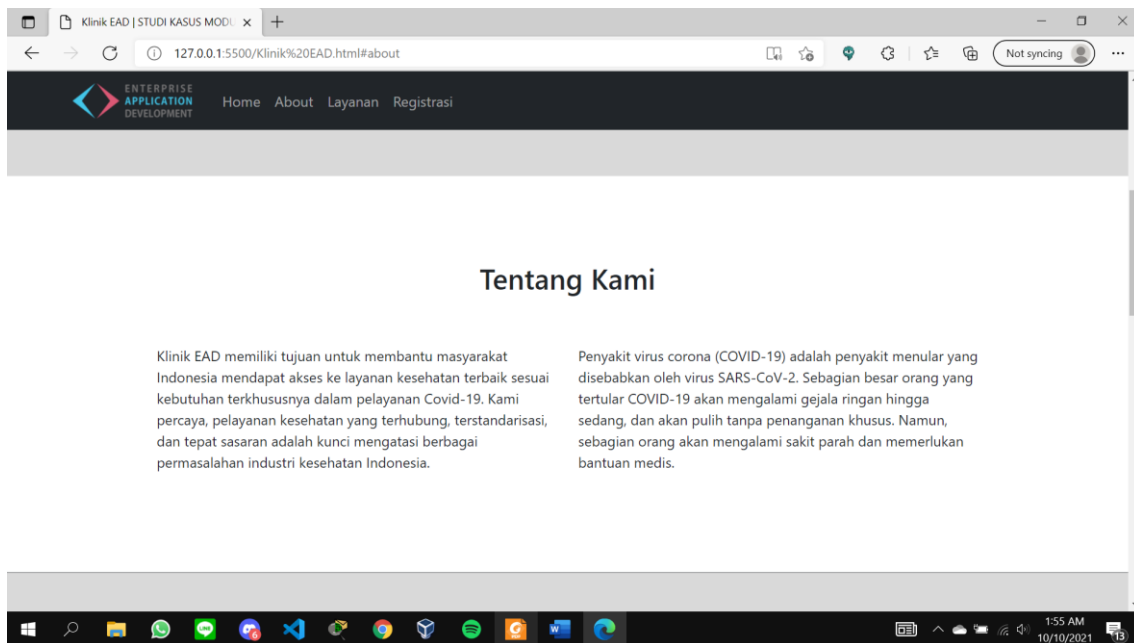 Klinik EAD | STUDI KASUS MODU
127.0.0.1:5500/Klinik%20EAD.html#about
Not syncing
ENTERPRISE
APPLICATION
DEVELOPMENT
Home About Layanan Registrasi
Tentang Kami
Klinik EAD memiliki tujuan untuk membantu masyarakat
Indonesia mendapat akses ke layanan kesehatan terbaik sesuai
kebutuhan terkhususnya dalam pelayanan Covid-19. Kami
percaya, pelayanan kesehatan yang terhubung, terstandarisasi,
dan tepat sasaran adalah kunci mengatasi berbagai
permasalahan industri kesehatan Indonesia.
Penyakit virus corona (COVID-19) adalah penyakit menular yang
disebabkan oleh virus SARS-CoV-2. Sebagian besar orang yang
tertular COVID-19 akan mengalami gejala ringan hingga
sedang, dan akan pulih tanpa penanganan khusus. Namun,
sebagian orang akan mengalami sakit parah dan memerlukan
bantuan medis.
1:55 AM
10/10/2021
13